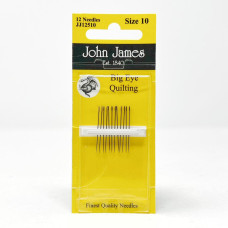 12 Needles
JJ12510
Size 10
John James
Est. 1840
Big Eye
Quilting
Finest Quality Needles